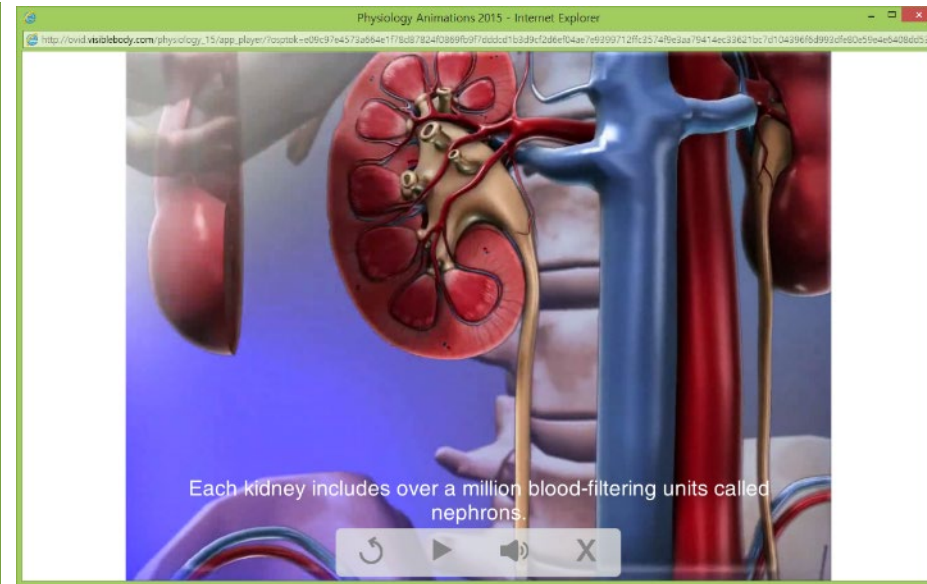 Physiology Animations 2015 - Internet Explorer
Each kidney includes over a million blood-filtering units called
nephrons.
X